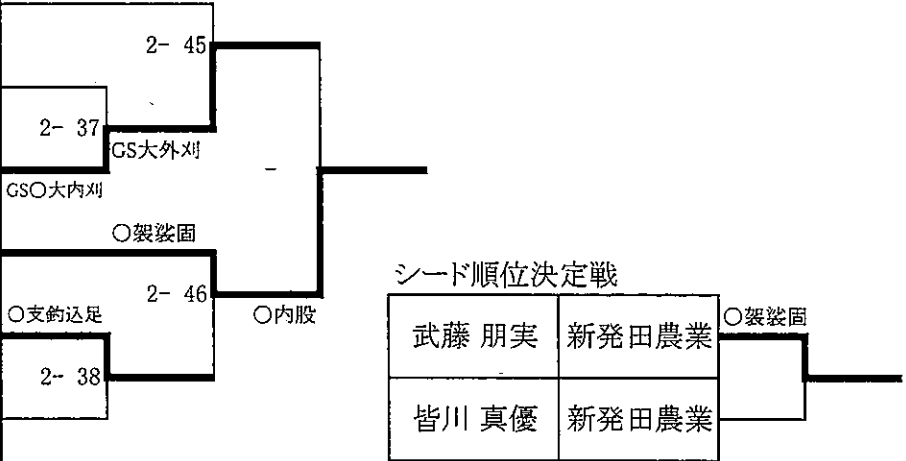 2- 45
2- 37
GS大外刈
GS○大内刈
-
○袈裟固
2- 46
○支釣込足
○内股
2- 38
シード順位決定戦
武藤 朋実 新発田農業
○袈裟固
皆川 真優 新発田農業